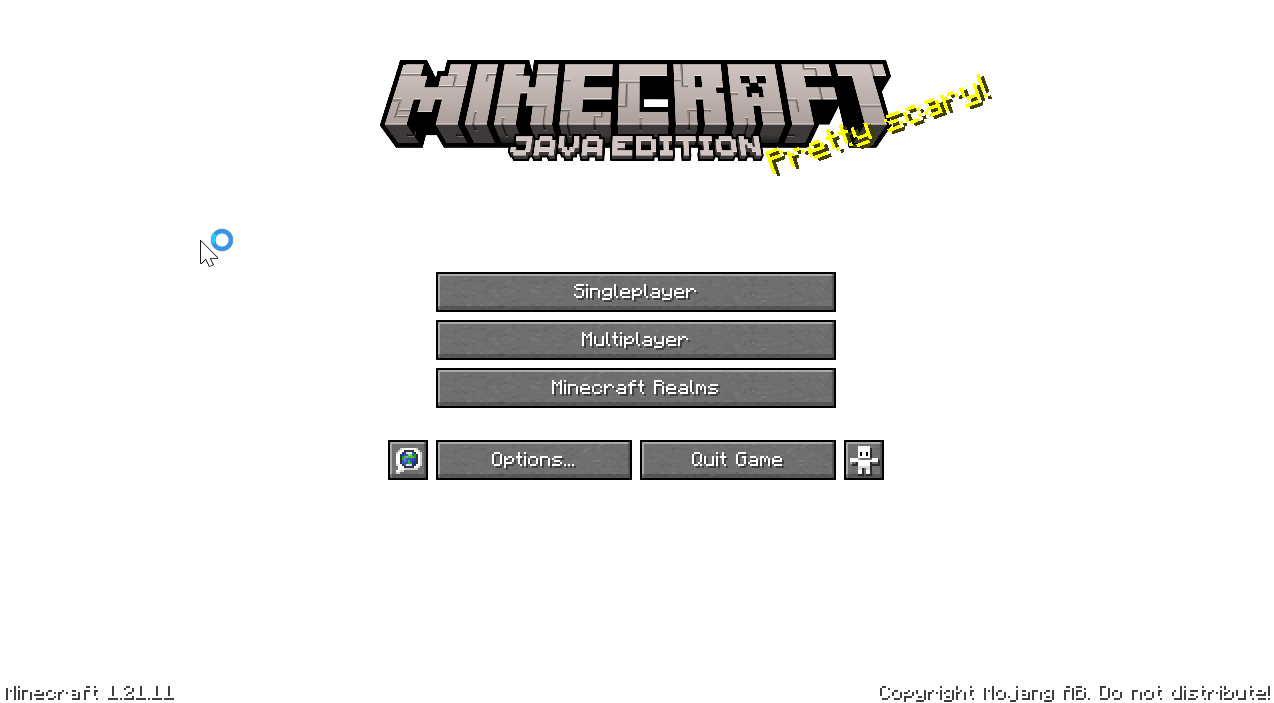 MINECRAFT
JAVA EDITION
Pretty scary!
Singleplayer
Multiplayer
Minecraft Realms
Options...
Quit Game
Minecraft 1.21.11
Copyright Mojang AB. Do not distribute!